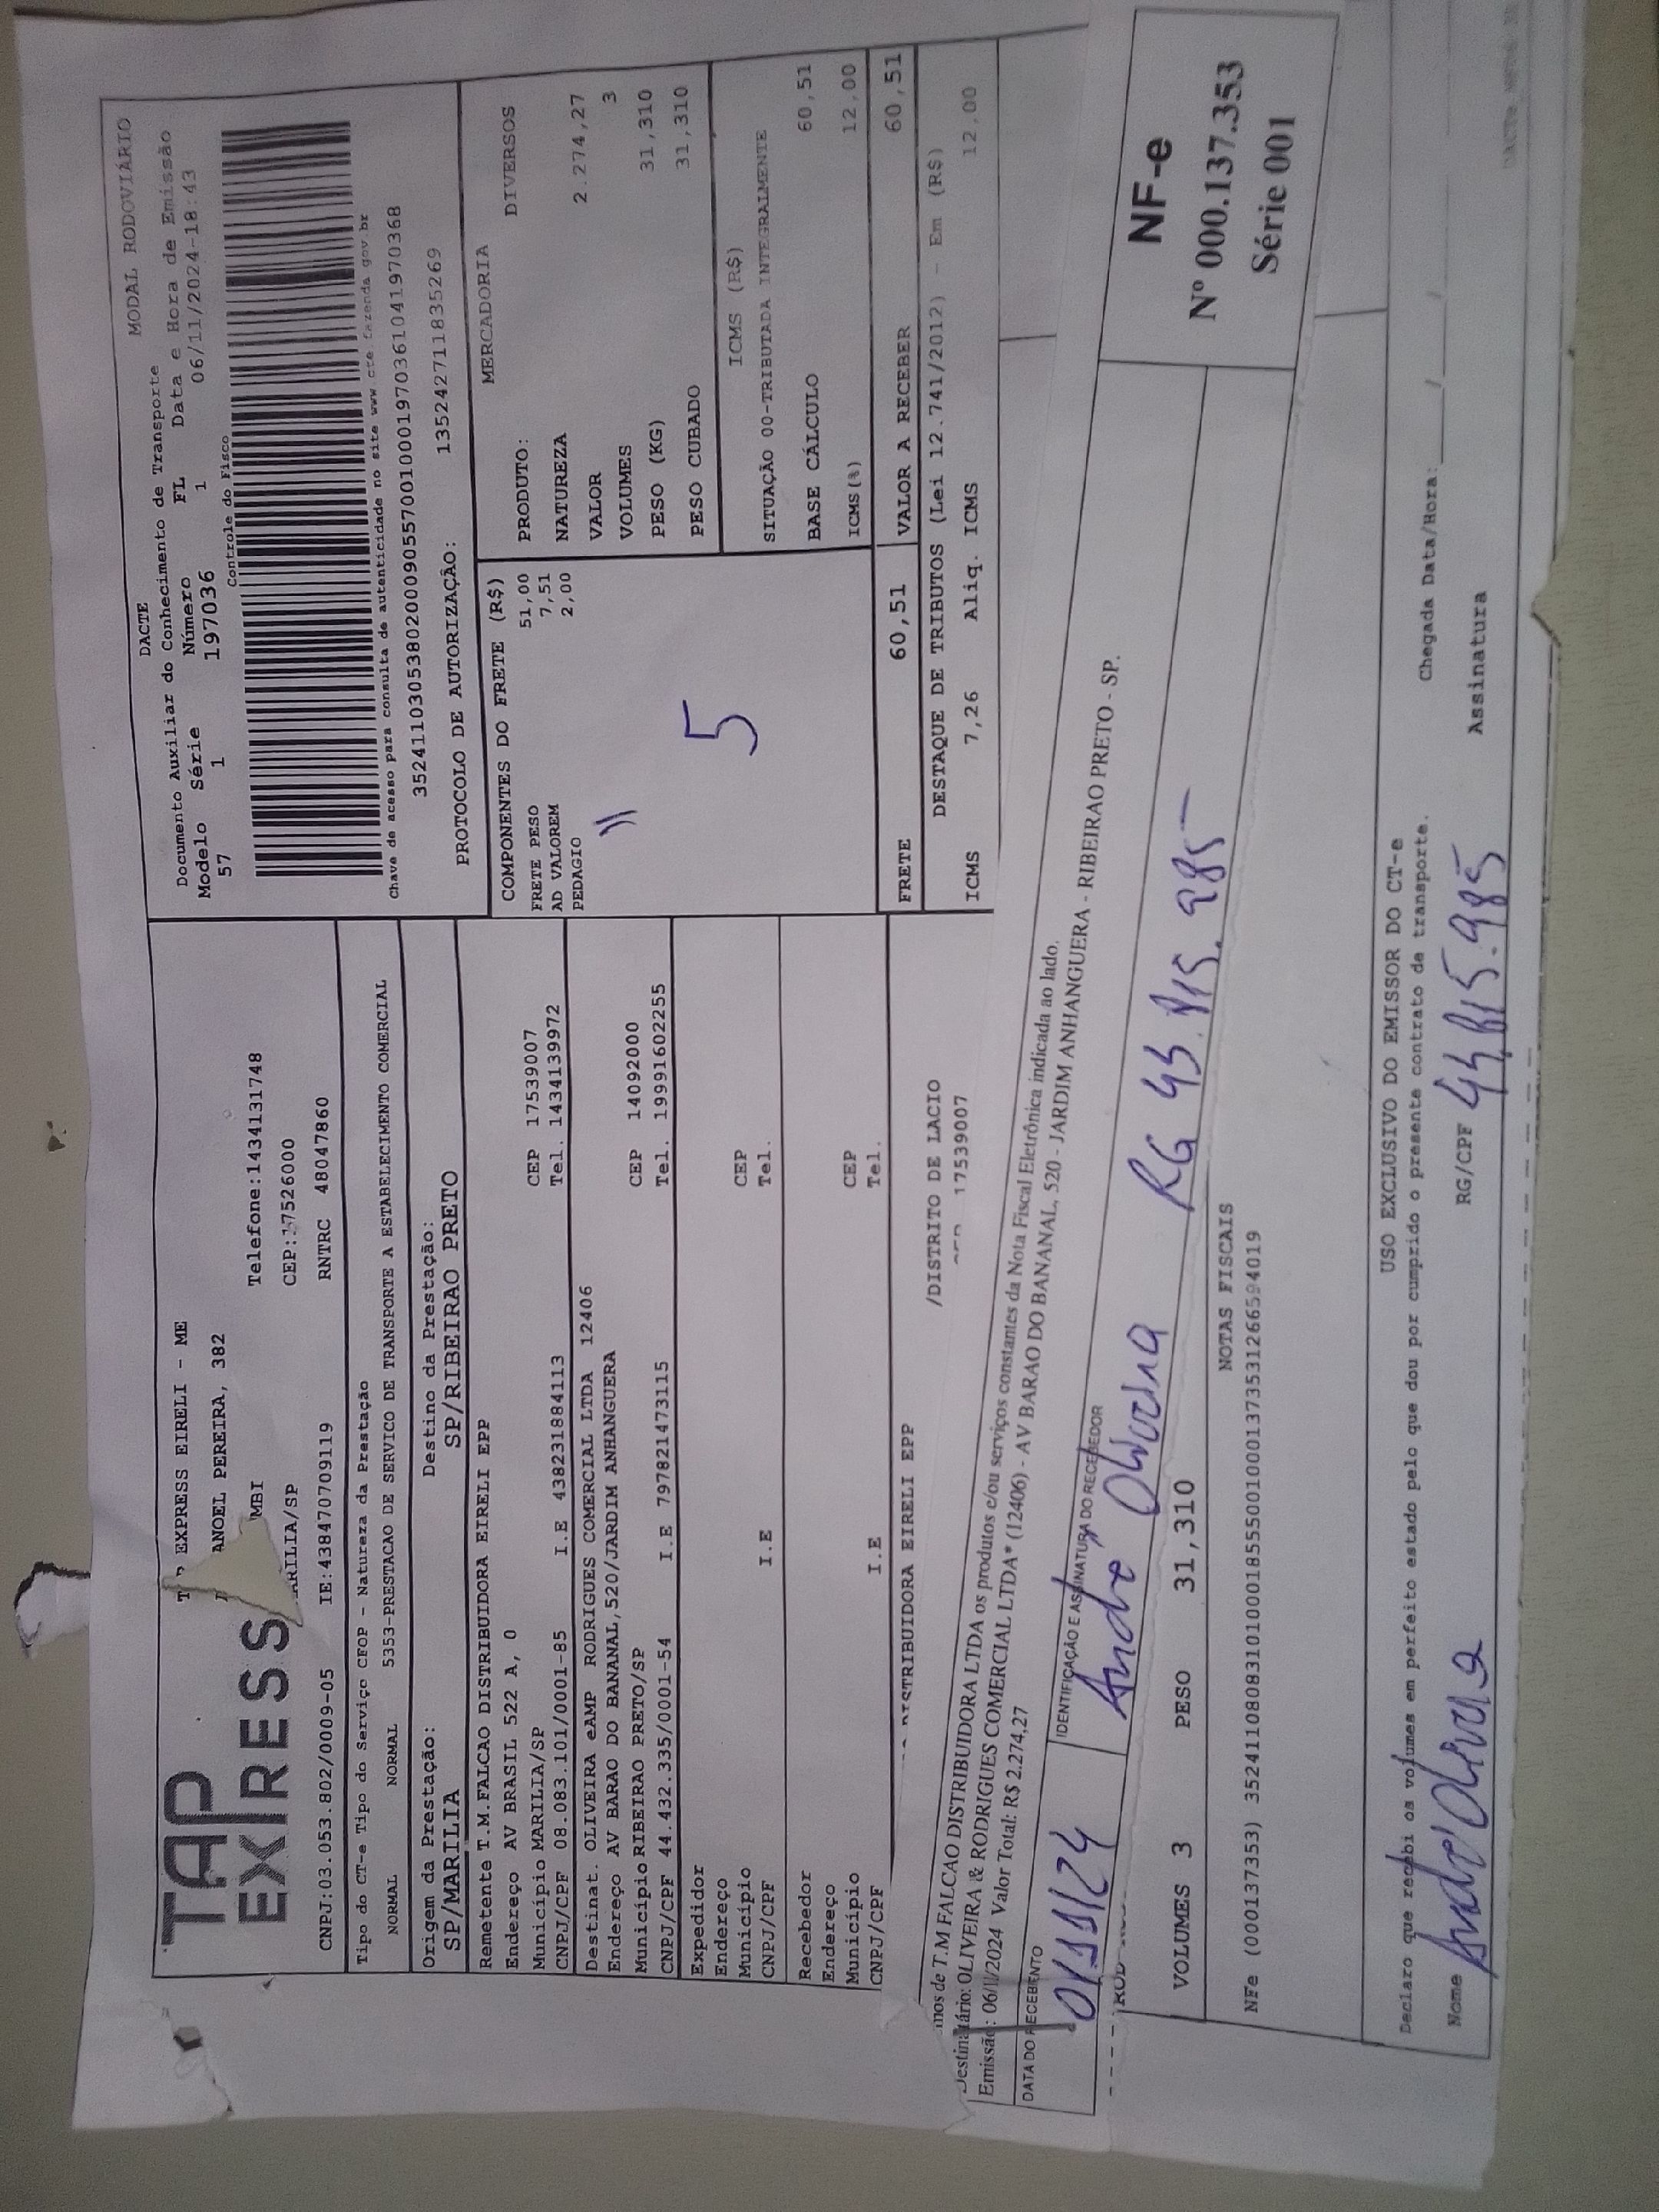 TAP
EXPRESS
EXPRESS EIRELI - ME
ANOEL PEREIRA, 382
MBI
Telefone:1434131748
ARILIA/SP
CEP:17526000
CNPJ:03.053.802/0009-05 IE:438470709119 RNTRC 48047860
DACTE MODAL RODOVIÁRIO
Documento Auxiliar do Conhecimento de Transporte
Modelo Série Número FL Data e Hora de Emissão
57 1 197036 1 06/11/2024-18:43
Controle do Fisco
Chave de acesso para consulta de autenticidade no site www cte fazenda gov.br
35241103053802000905570010001970361041970368
PROTOCOLO DE AUTORIZAÇÃO: 135242711835269
Tipo do CT-e Tipo do Serviço CFOP - Natureza da Prestação
NORMAL NORMAL 5353-PRESTACAO DE SERVICO DE TRANSPORTE A ESTABELECIMENTO COMERCIAL
Origem da Prestação: Destino da Prestação:
SP/MARILIA SP/RIBEIRAO PRETO
Remetente T.M.FALCAO DISTRIBUIDORA EIRELI EPP
Endereço AV BRASIL 522 A, 0 CEP 17539007
Município MARILIA/SP Tel. 1434139972
CNPJ/CPF 08.083.101/0001-85 I.E 438231884113
Destinat. OLIVEIRA eAMP RODRIGUES COMERCIAL LTDA 12406
Endereço AV BARAO DO BANANAL,520/JARDIM ANHANGUERA CEP 14092000
Município RIBEIRAO PRETO/SP Tel. 19991602255
CNPJ/CPF 44.432.335/0001-54 I.E 797821473115
Expedidor
Endereço
Município CEP
CNPJ/CPF I.E Tel.
Recebedor
Endereço
Município CEP
CNPJ/CPF I.E Tel.
COMPONENTES DO FRETE (R$)
FRETE PESO 51,00
AD VALOREM 7,51
PEDAGIO 2,00
5
MERCADORIA
PRODUTO: DIVERSOS
NATUREZA
VALOR 2.274,27
VOLUMES 3
PESO (KG) 31,310
PESO CUBADO 31,310
ICMS (R$)
SITUAÇÃO 00-TRIBUTADA INTEGRALMENTE
BASE CÁLCULO 60,51
ICMS(%) 12,00
FRETE 60,51 VALOR A RECEBER 60,51
DESTAQUE DE TRIBUTOS (Lei 12.741/2012) - Em (R$)
ICMS 7,26 Aliq. ICMS 12,00
DISTRIBUIDORA EIRELI EPP
/DISTRITO DE LACIO
17539007
mos de T.M FALCAO DISTRIBUIDORA LTDA os produtos e/ou serviços constantes da Nota Fiscal Eletrônica indicada ao lado.
Destinatário: OLIVEIRA & RODRIGUES COMERCIAL LTDA* (12406) - AV BARAO DO BANANAL, 520 - JARDIM ANHANGUERA - RIBEIRAO PRETO - SP.
Emissão: 06/11/2024 Valor Total: R$ 2.274,27
DATA DO RECEBIMENTO
IDENTIFICAÇÃO E ASSINATURA DO RECEBEDOR
André Oliveira RG
NF-e
Nº 000.137.353
Série 001
VOLUMES 3 PESO 31,310
NOTAS FISCAIS
NFe (000137353) 35241108083101000185550010001373531266594019
USO EXCLUSIVO DO EMISSOR DO CT-e
Declaro que recebi os volumes em perfeito estado pelo que dou por cumprido o presente contrato de transporte.
Chegada Data/Hora: / /
Nome André Oliveira RG/CPF Assinatura